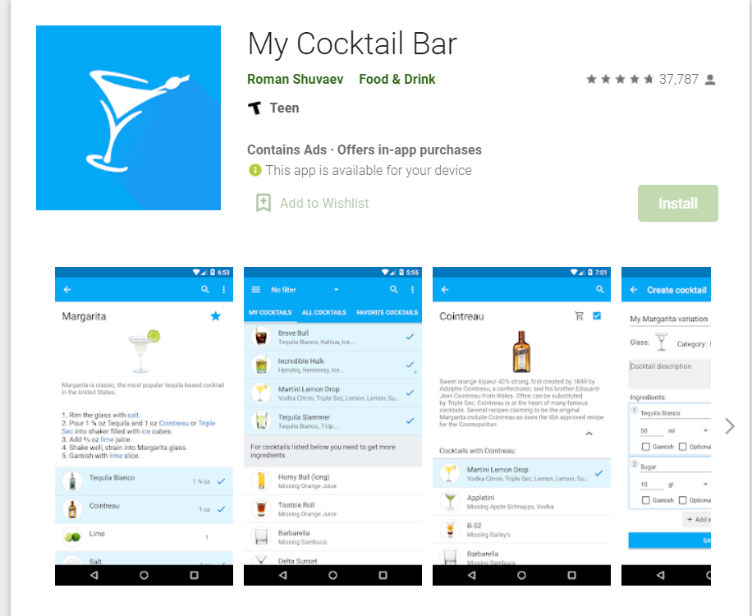 My Cocktail Bar
Roman Shuvaev Food & Drink
37,787
Teen
Contains Ads · Offers in-app purchases
This app is available for your device
Add to Wishlist
Install
6:53
Margarita
Margarita is classic, the most popular tequila based cocktail
in the United States.
1. Rim the glass with salt.
2. Pour 1 ¾ oz Tequila and 1 oz Cointreau or Triple
Sec into shaker filled with ice cubes.
3. Add ¾ oz lime juice.
4. Shake well, strain into Margarita glass.
5. Garnish with lime slice.
Tequila Bianco
1 ¾ oz
Cointreau
1 oz
Lime
1
Salt
5:55
No filter
MY COCKTAILS ALL COCKTAILS FAVORITE COCKTAILS
Brave Bull
Tequila Bianco, Kahlua, Ice...
Incredible Hulk
Hpnotiq, Hennessy, Ice...
Martini Lemon Drop
Vodka Citron, Triple Sec, Lemon, Lemon, Su...
Tequila Slammer
Tequila Bianco, 7-Up...
For cocktails listed below you need to get more
ingredients.
Horny Bull (long)
Missing Orange Juice
Tootsie Roll
Missing Orange Juice
Barbarella
Missing Sambuca
Delta Sunset
7:01
Cointreau
Sweet orange liqueur 40% strong, first created by 1849 by
Adolphe Cointreau, a confectioner, and his brother Edouard-
Jean Cointreau from Wales. Often can be substituted
by Triple Sec. Cointreau is at the heart of many famous
cocktails. Several recipes claiming to be the original
Margarita include Cointreau as does the IBA approved recipe
for the Cosmopolitan.
Cocktails with Cointreau:
Martini Lemon Drop
Vodka Citron, Triple Sec, Lemon, Lemon, Su...
Appletini
Missing Apple Schnapps, Vodka
B-52
Missing Bailey's
Barbarella
Missing Sambuca
Create cocktail
My Margarita variation
Glass: Category:
Cocktail description
Ingredients:
1 Tequila Bianco
50 ml
Garnish Optiona
2 Sugar
10 gr
Garnish Optiona
+ Add i